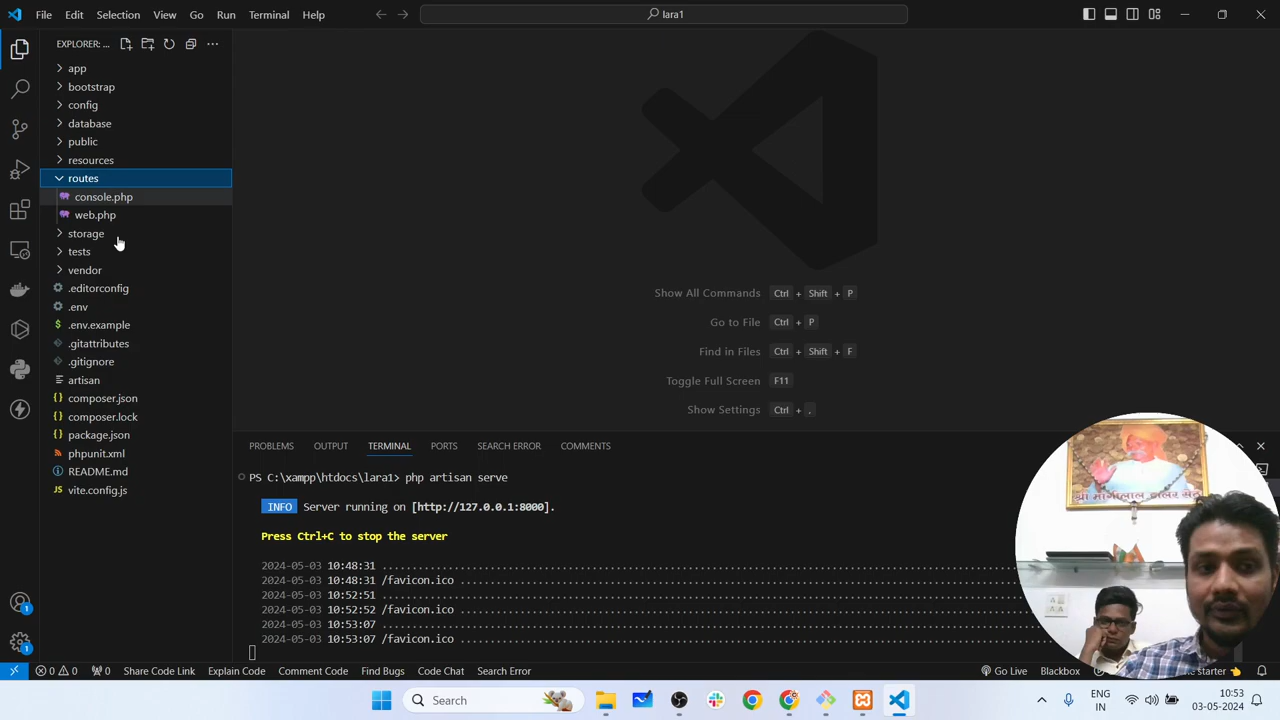 File Edit Selection View Go Run Terminal Help
lara1
EXPLORER: ...
app
bootstrap
config
database
public
resources
routes
console.php
web.php
storage
tests
vendor
.editorconfig
.env
.env.example
.gitattributes
.gitignore
artisan
composer.json
composer.lock
package.json
phpunit.xml
README.md
vite.config.js
Show All Commands Ctrl + Shift + P
Go to File Ctrl + P
Find in Files Ctrl + Shift + F
Toggle Full Screen F11
Show Settings Ctrl + ,
PROBLEMS OUTPUT TERMINAL PORTS SEARCH ERROR COMMENTS
PS C:\xampp\htdocs\lara1> php artisan serve
INFO Server running on [http://127.0.0.1:8000].
Press Ctrl+C to stop the server
2024-05-03 10:48:31
2024-05-03 10:48:31 /favicon.ico
2024-05-03 10:52:51
2024-05-03 10:52:52 /favicon.ico
2024-05-03 10:53:07
2024-05-03 10:53:07 /favicon.ico
1
1
0 0 0 Share Code Link Explain Code Comment Code Find Bugs Code Chat Search Error Go Live Blackbox starter
Search
ENG
IN
10:53
03-05-2024